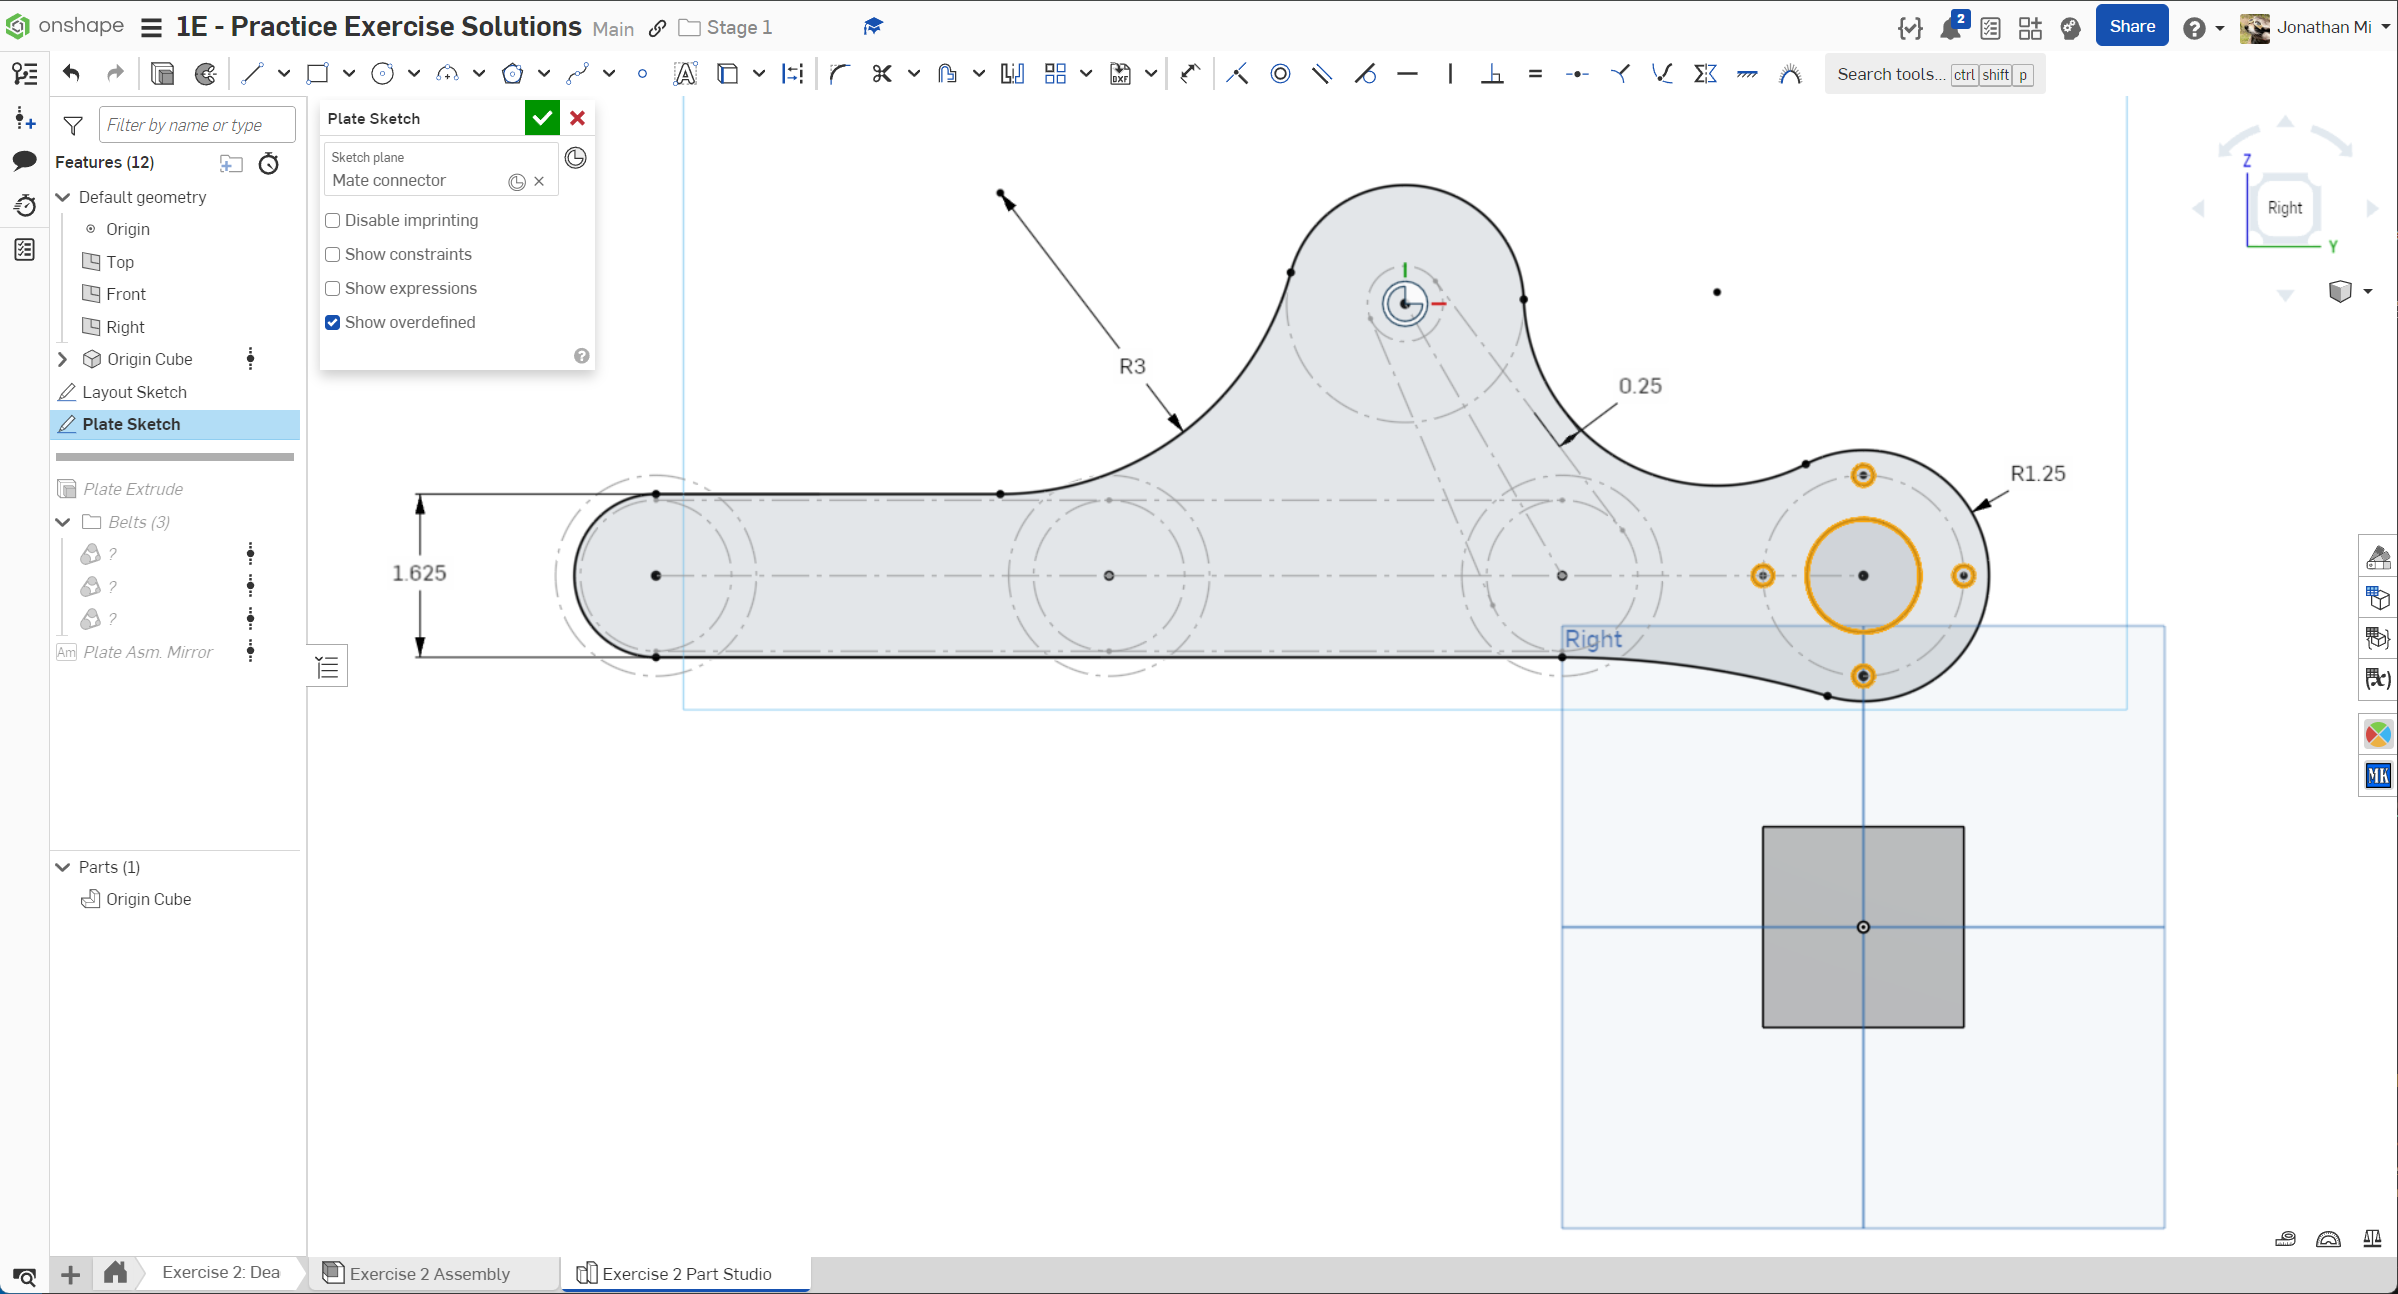 onshape
1E - Practice Exercise Solutions Main Stage 1
2
Share
Jonathan Mi
Search tools... ctrl shift p
Filter by name or type
Features (12)
Default geometry
Origin
Top
Front
Right
Origin Cube
Layout Sketch
Plate Sketch
Plate Extrude
Belts (3)
?
?
?
Am Plate Asm. Mirror
Parts (1)
Origin Cube
Plate Sketch
Sketch plane
Mate connector
Disable imprinting
Show constraints
Show expressions
Show overdefined
R3
0.25
R1.25
1.625
Right
Z
Right
Y
DXF
(x)
MK
Exercise 2: Dea
Exercise 2 Assembly
Exercise 2 Part Studio